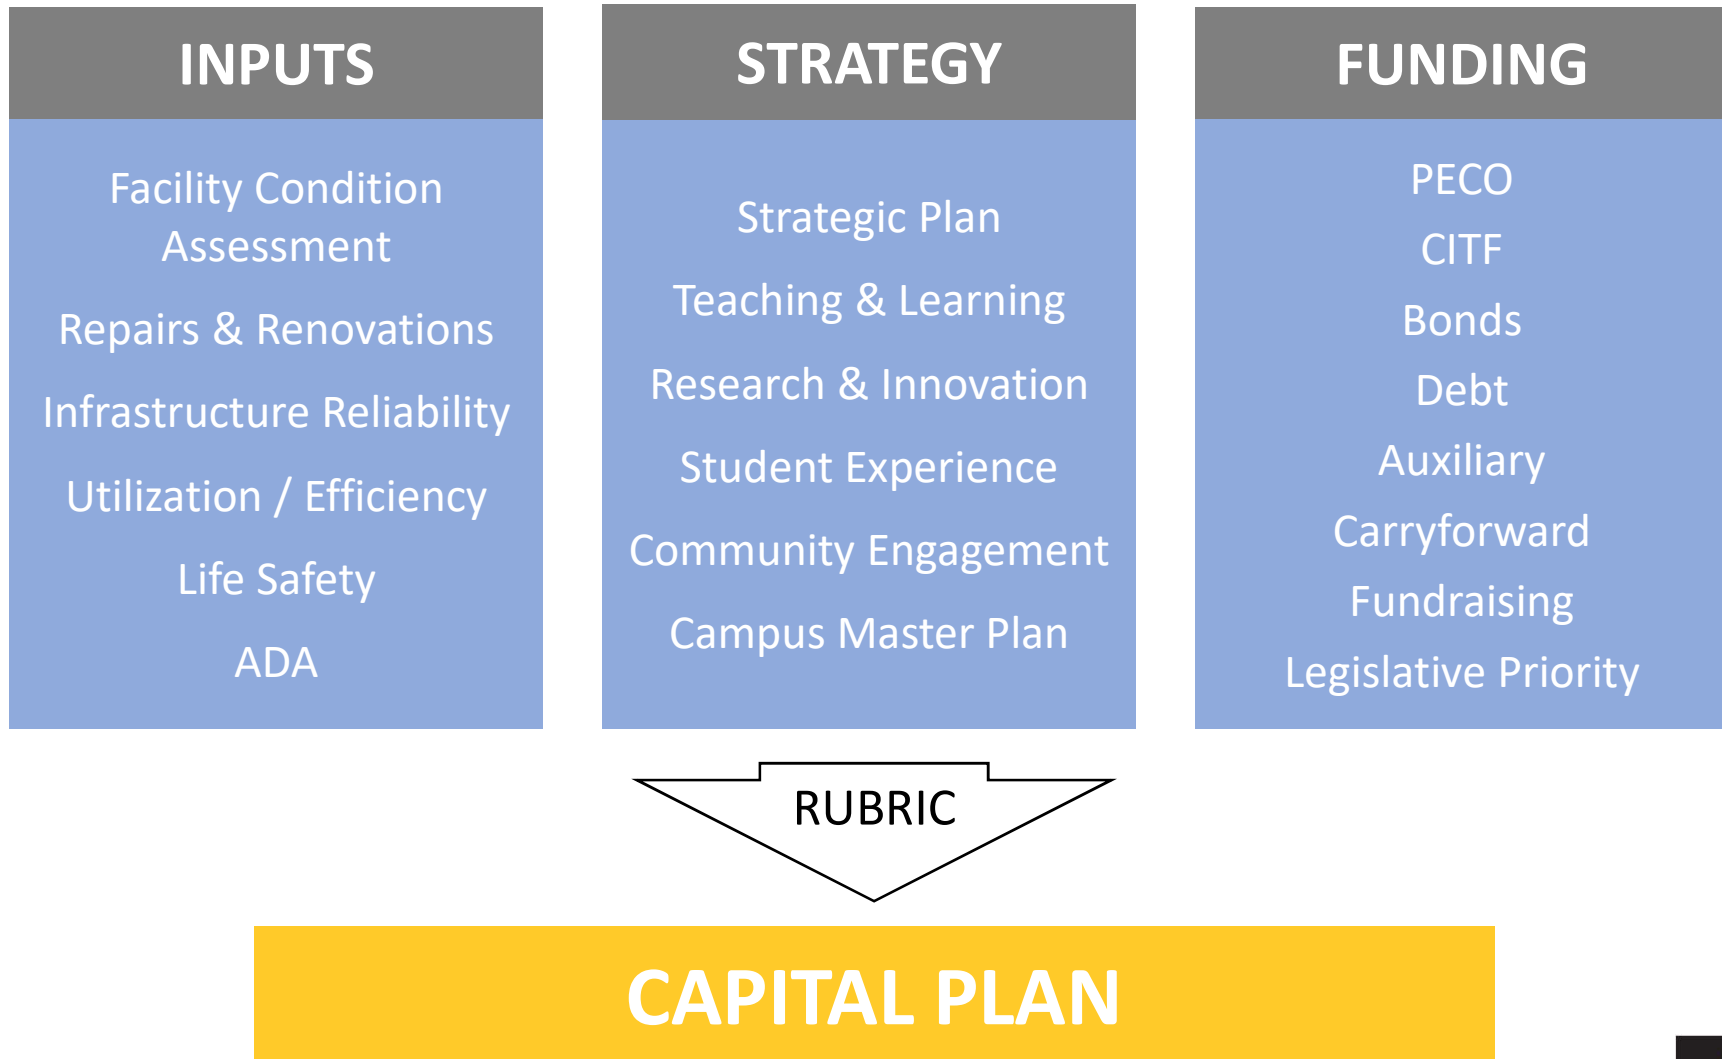 INPUTS
Facility Condition
Assessment
Repairs & Renovations
Infrastructure Reliability
Utilization / Efficiency
Life Safety
ADA
STRATEGY
Strategic Plan
Teaching & Learning
Research & Innovation
Student Experience
Community Engagement
Campus Master Plan
FUNDING
PECO
CITF
Bonds
Debt
Auxiliary
Carryforward
Fundraising
Legislative Priority
RUBRIC
CAPITAL PLAN